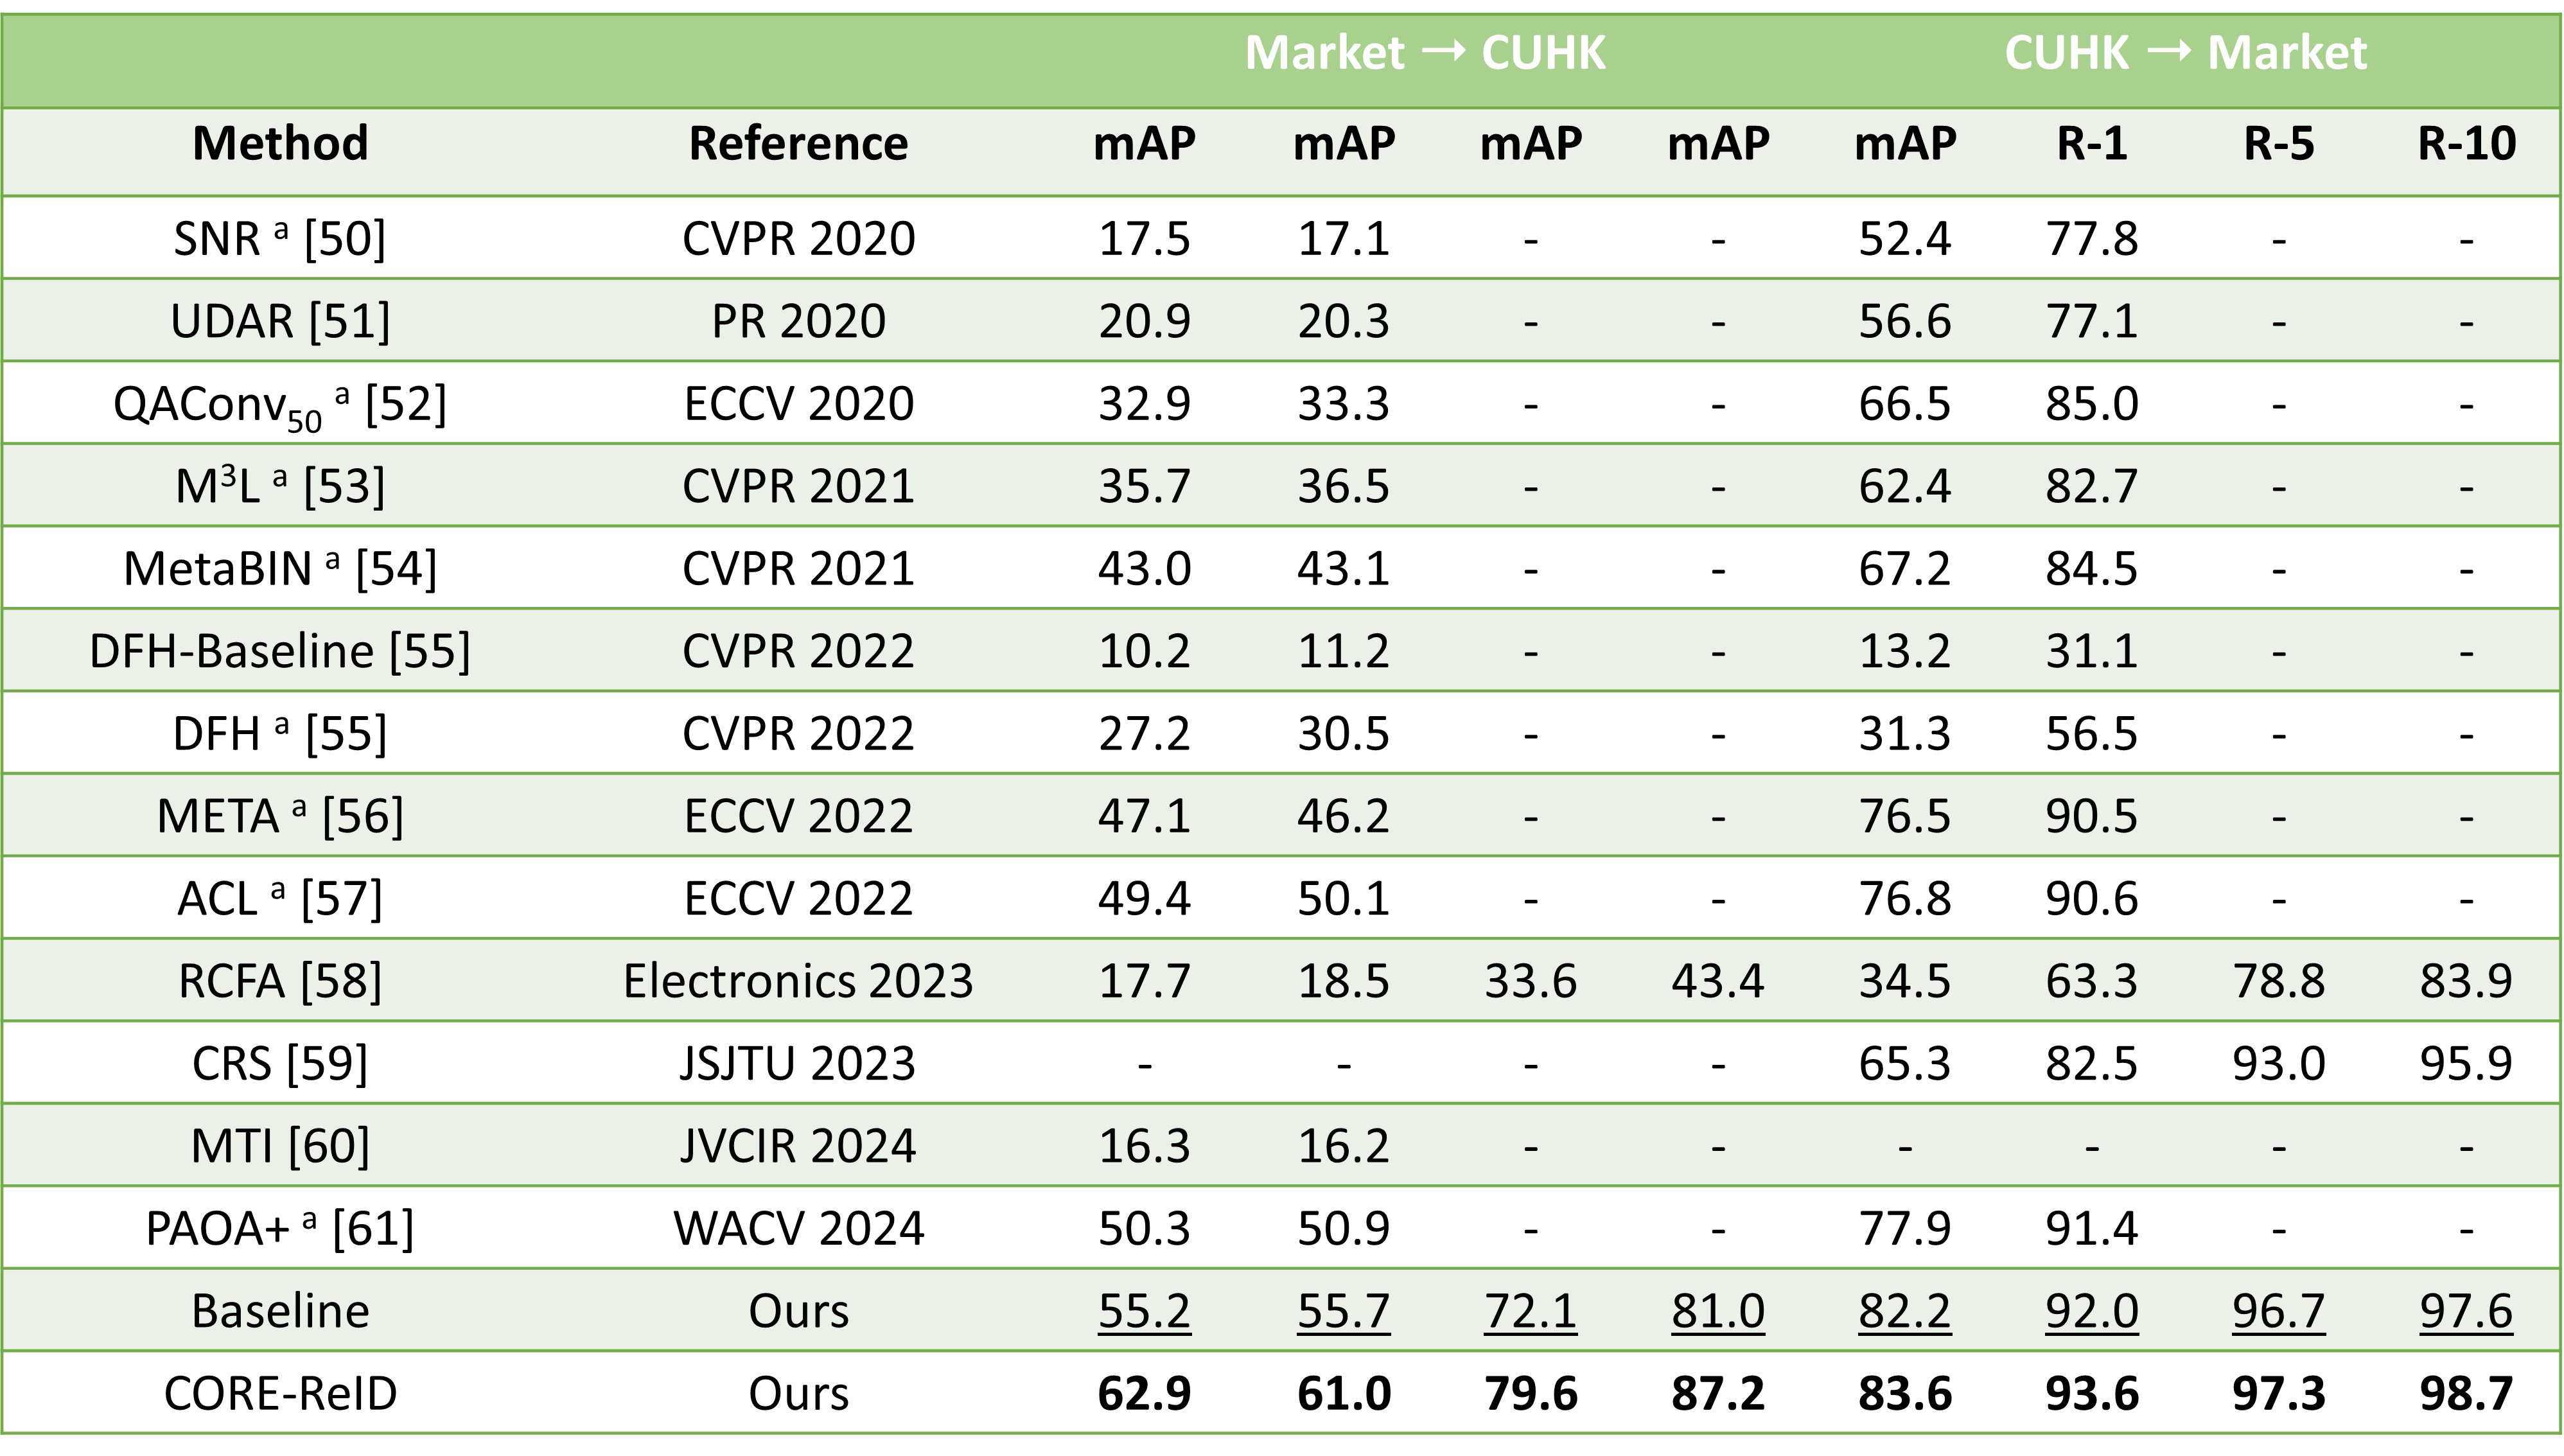 Market → CUHK CUHK → Market
Method Reference mAP mAP mAP mAP mAP R-1 R-5 R-10
SNR ᵃ [50] CVPR 2020 17.5 17.1 - - 52.4 77.8 - -
UDAR [51] PR 2020 20.9 20.3 - - 56.6 77.1 - -
QAConv₅₀ ᵃ [52] ECCV 2020 32.9 33.3 - - 66.5 85.0 - -
M³L ᵃ [53] CVPR 2021 35.7 36.5 - - 62.4 82.7 - -
MetaBIN ᵃ [54] CVPR 2021 43.0 43.1 - - 67.2 84.5 - -
DFH-Baseline [55] CVPR 2022 10.2 11.2 - - 13.2 31.1 - -
DFH ᵃ [55] CVPR 2022 27.2 30.5 - - 31.3 56.5 - -
META ᵃ [56] ECCV 2022 47.1 46.2 - - 76.5 90.5 - -
ACL ᵃ [57] ECCV 2022 49.4 50.1 - - 76.8 90.6 - -
RCFA [58] Electronics 2023 17.7 18.5 33.6 43.4 34.5 63.3 78.8 83.9
CRS [59] JSJTU 2023 - - - - 65.3 82.5 93.0 95.9
MTI [60] JVCIR 2024 16.3 16.2 - - - - - -
PAOA+ ᵃ [61] WACV 2024 50.3 50.9 - - 77.9 91.4 - -
Baseline Ours 55.2 55.7 72.1 81.0 82.2 92.0 96.7 97.6
CORE-ReID Ours 62.9 61.0 79.6 87.2 83.6 93.6 97.3 98.7